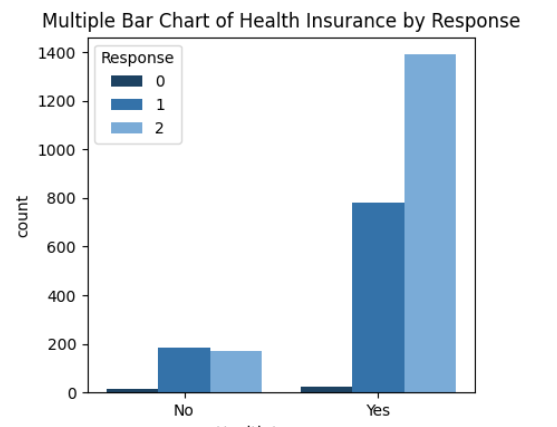 Multiple Bar Chart of Health Insurance by Response
1400
1200
1000
800
600
400
200
0
count
Response
0
1
2
No
Yes